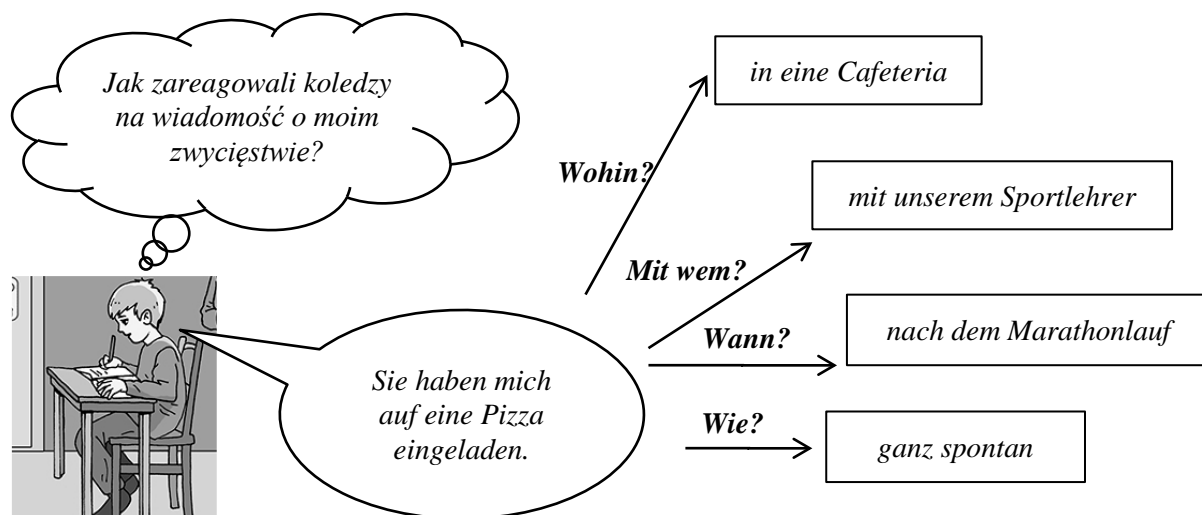 Jak zareagowali koledzy
na wiadomość o moim
zwycięstwie?
Sie haben mich
auf eine Pizza
eingeladen.
Wohin?
in eine Cafeteria
Mit wem?
mit unserem Sportlehrer
Wann?
nach dem Marathonlauf
Wie?
ganz spontan